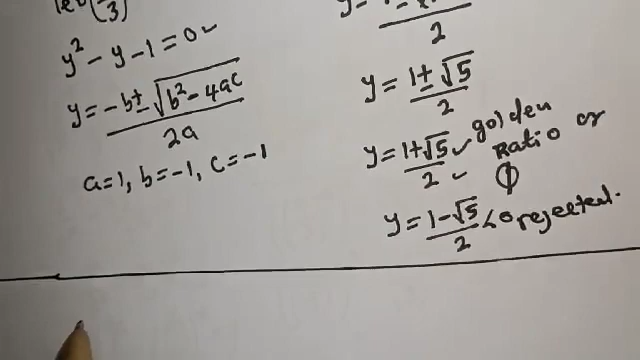 y² - y - 1 = 0 ✓
y = -b ± √b² - 4ac
2a
a=1, b=-1, c=-1
2
y = 1 ± √5
2
y = 1+√5 ✓ golden
2 ✓ Ratio or
ϕ
y = 1-√5 <0 rejected.
2